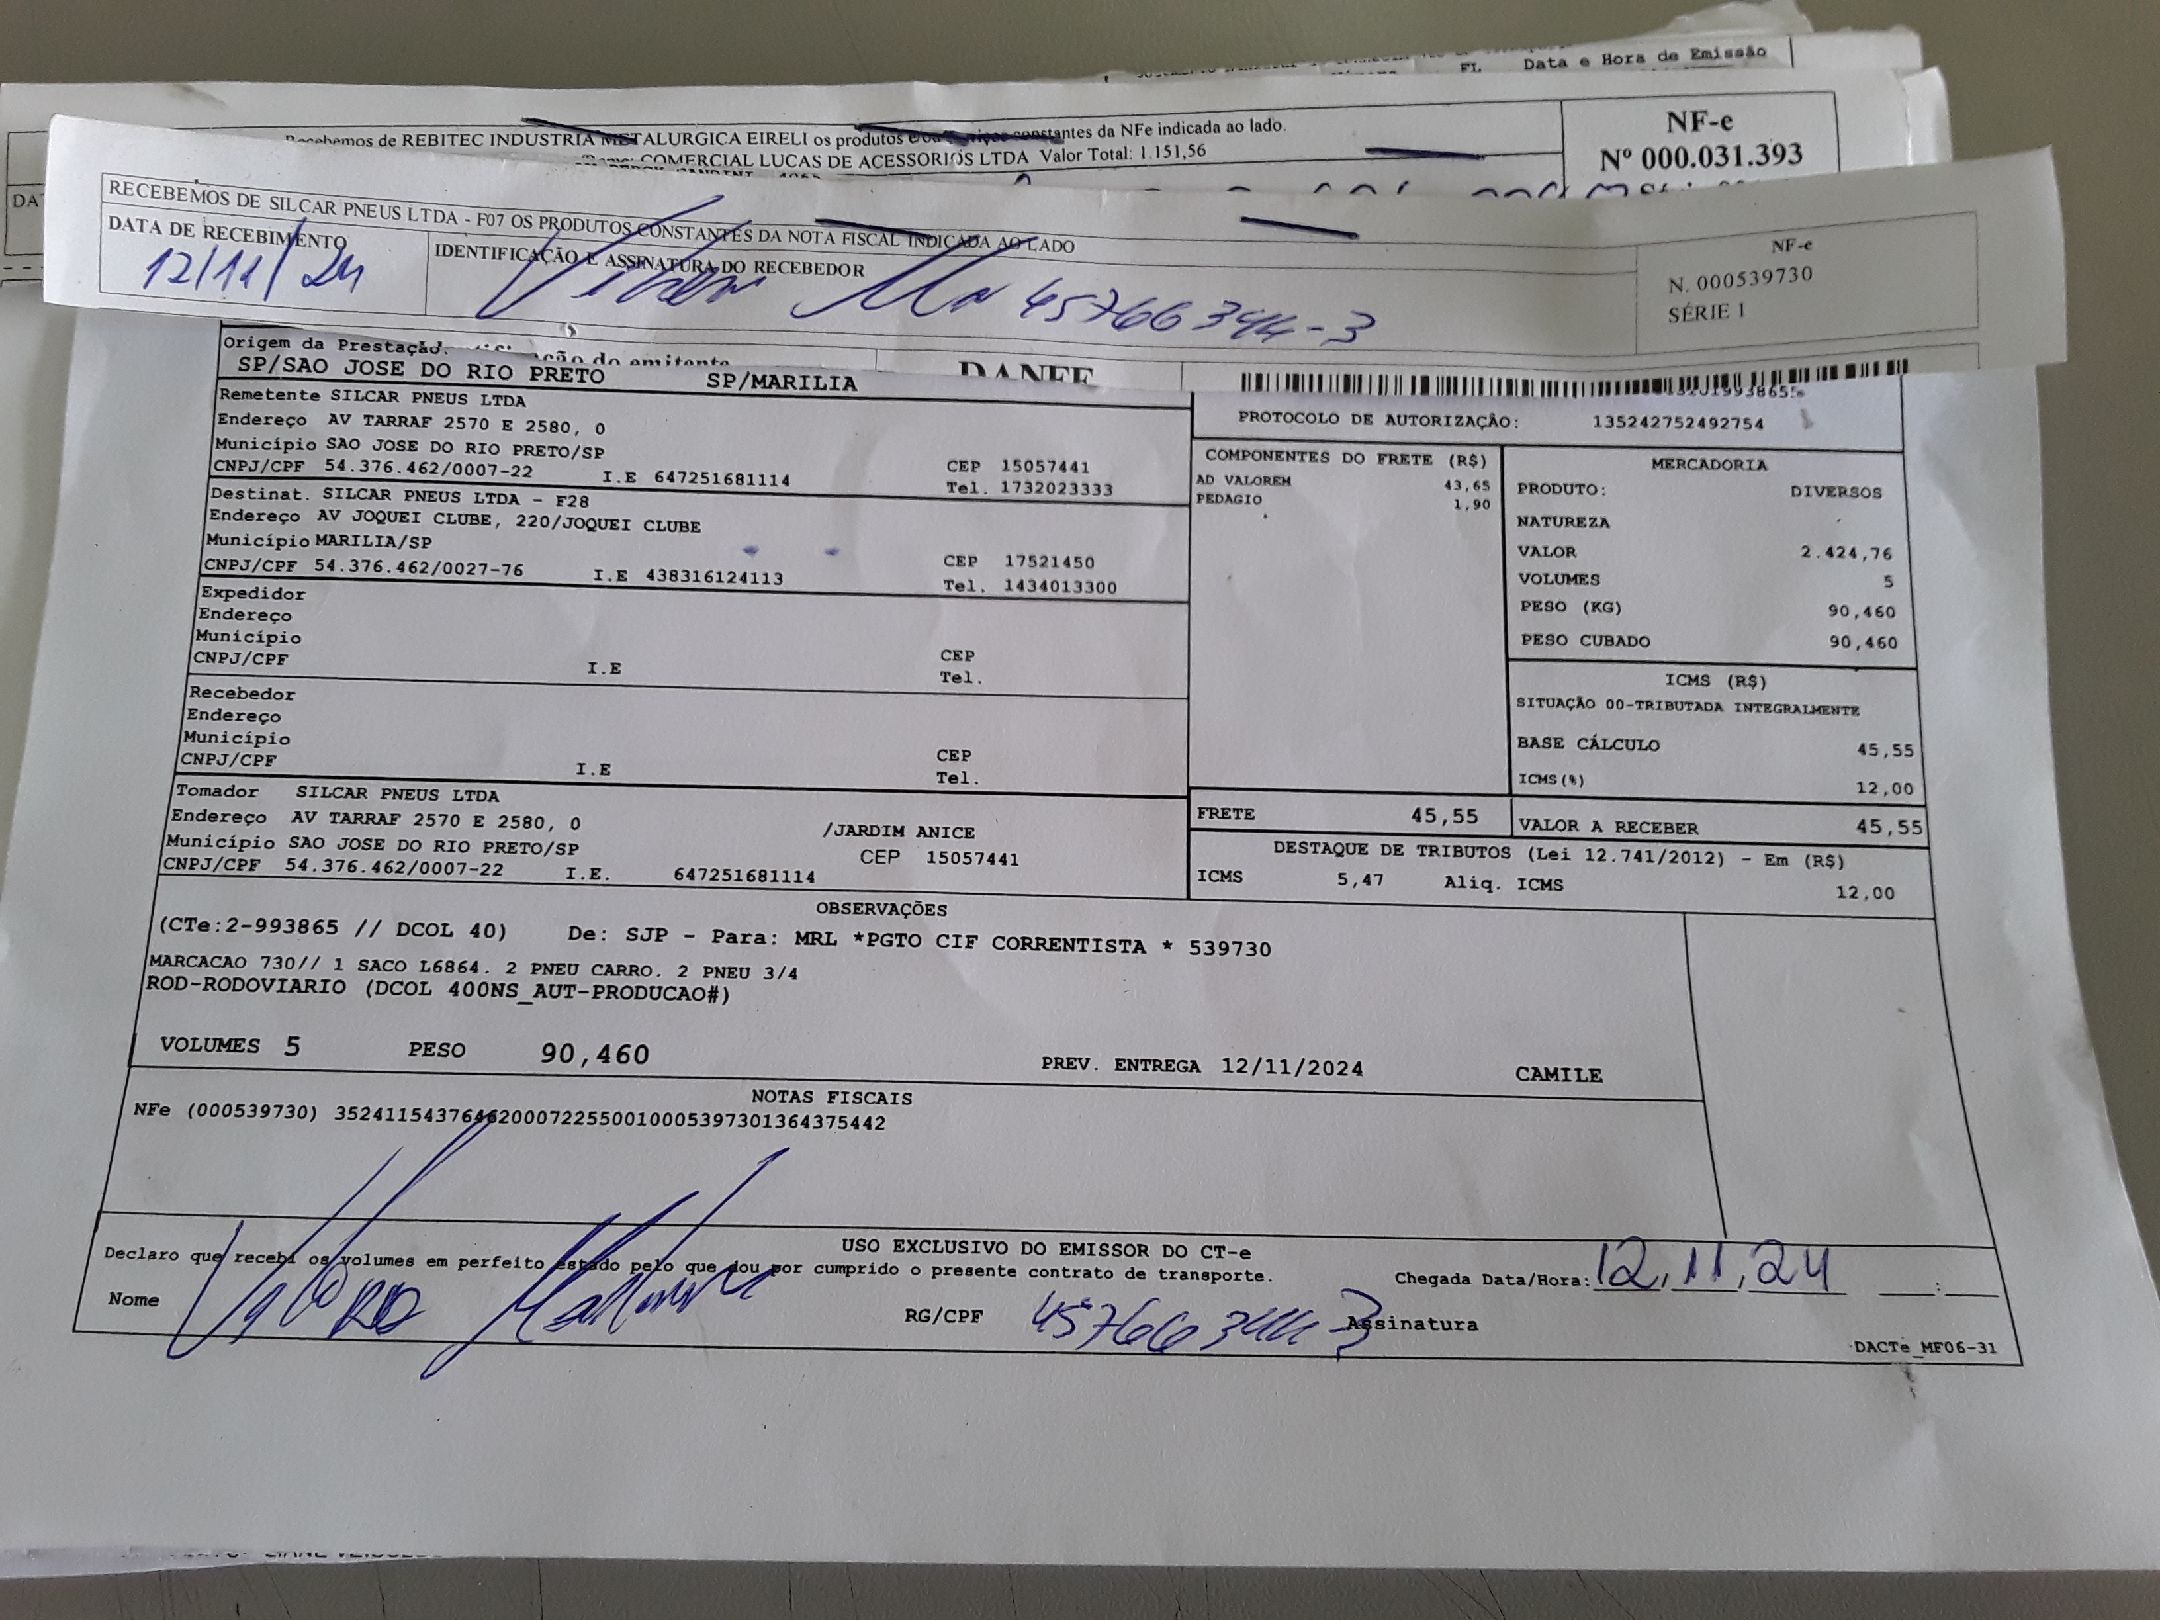 FL Data e Hora de Emissão
Recebemos de REBITEC INDUSTRIA METALURGICA EIRELI os produtos constantes da NFe indicada ao lado.
COMERCIAL LUCAS DE ACESSORIOS LTDA Valor Total: 1.151,56
NF-e
Nº 000.031.393
RECEBEMOS DE SILCAR PNEUS LTDA - F07 OS PRODUTOS CONSTANTES DA NOTA FISCAL INDICADA AO LADO
DATA DE RECEBIMENTO
12/11/24
IDENTIFICAÇÃO E ASSINATURA DO RECEBEDOR
NF-e
N. 000539730
SÉRIE 1
Origem da Prestação
do emitente
DANFE
SP/SAO JOSE DO RIO PRETO SP/MARILIA
Remetente SILCAR PNEUS LTDA
Endereço AV TARRAF 2570 E 2580, 0
Município SAO JOSE DO RIO PRETO/SP
CNPJ/CPF 54.376.462/0007-22 I.E 647251681114
CEP 15057441
Tel. 1732023333
Destinat. SILCAR PNEUS LTDA - F28
Endereço AV JOQUEI CLUBE, 220/JOQUEI CLUBE
Município MARILIA/SP
CNPJ/CPF 54.376.462/0027-76 I.E 438316124113
CEP 17521450
Tel. 1434013300
Expedidor
Endereço
Município
CNPJ/CPF I.E
CEP
Tel.
Recebedor
Endereço
Município
CNPJ/CPF I.E
CEP
Tel.
Tomador SILCAR PNEUS LTDA
Endereço AV TARRAF 2570 E 2580, 0 /JARDIM ANICE
Município SAO JOSE DO RIO PRETO/SP CEP 15057441
CNPJ/CPF 54.376.462/0007-22 I.E. 647251681114
PROTOCOLO DE AUTORIZAÇÃO: 135242752492754
COMPONENTES DO FRETE (R$)
AD VALOREM 43,65
PEDAGIO 1,90
MERCADORIA
PRODUTO: DIVERSOS
NATUREZA
VALOR 2.424,76
VOLUMES 5
PESO (KG) 90,460
PESO CUBADO 90,460
ICMS (R$)
SITUAÇÃO 00-TRIBUTADA INTEGRALMENTE
BASE CÁLCULO 45,55
ICMS(%) 12,00
FRETE 45,55
VALOR A RECEBER 45,55
DESTAQUE DE TRIBUTOS (Lei 12.741/2012) - Em (R$)
ICMS 5,47 Aliq. ICMS 12,00
OBSERVAÇÕES
(CTe:2-993865 // DCOL 40) De: SJP - Para: MRL *PGTO CIF CORRENTISTA * 539730
MARCACAO 730// 1 SACO L6864. 2 PNEU CARRO. 2 PNEU 3/4
ROD-RODOVIARIO (DCOL 400NS_AUT-PRODUCAO#)
VOLUMES 5 PESO 90,460 PREV. ENTREGA 12/11/2024 CAMILE
NOTAS FISCAIS
NFe (000539730) 35241154376462000722550010005397301364375442
USO EXCLUSIVO DO EMISSOR DO CT-e
Declaro que recebi os volumes em perfeito estado pelo que dou por cumprido o presente contrato de transporte.
Chegada Data/Hora: 12.11.24 :
Nome
RG/CPF
Assinatura
DACTe_MF06-31